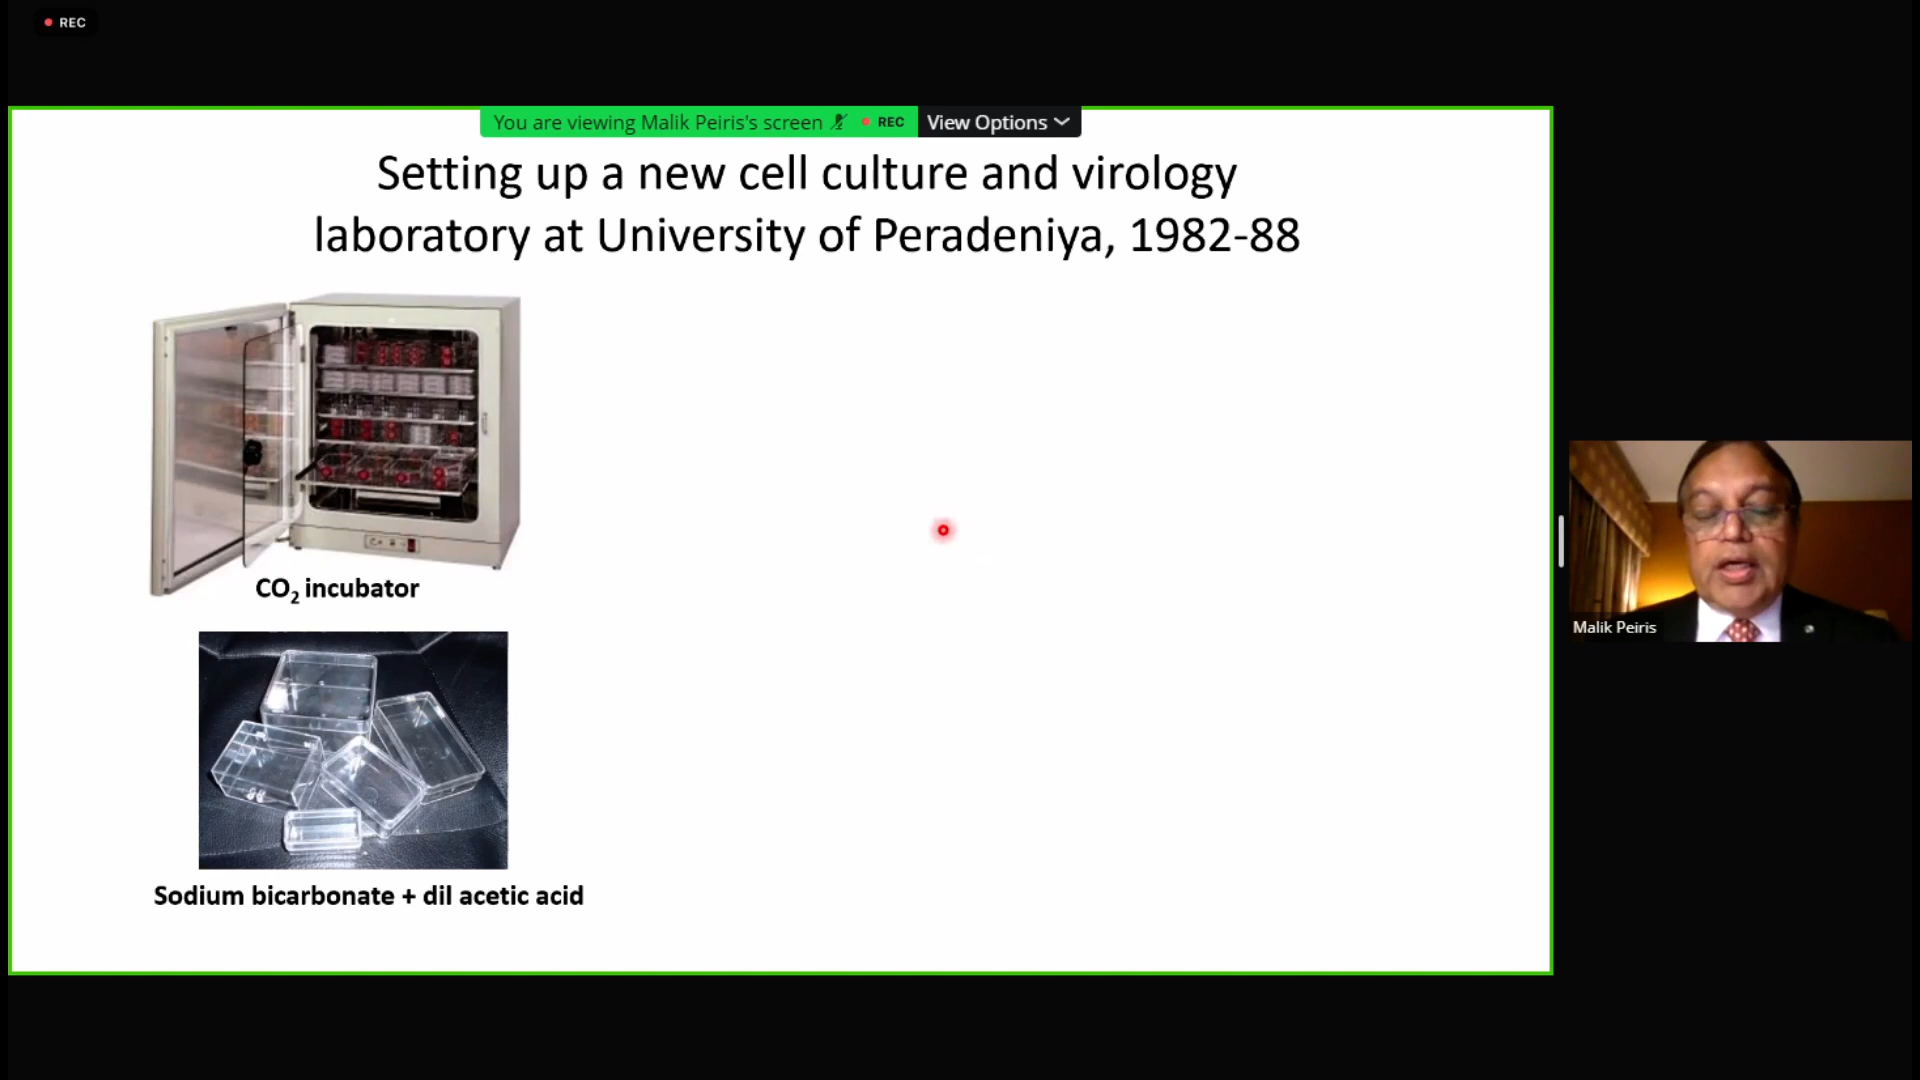 REC
You are viewing Malik Peiris's screen REC View Options
Setting up a new cell culture and virology
laboratory at University of Peradeniya, 1982-88
CO₂ incubator
Malik Peiris
Sodium bicarbonate + dil acetic acid